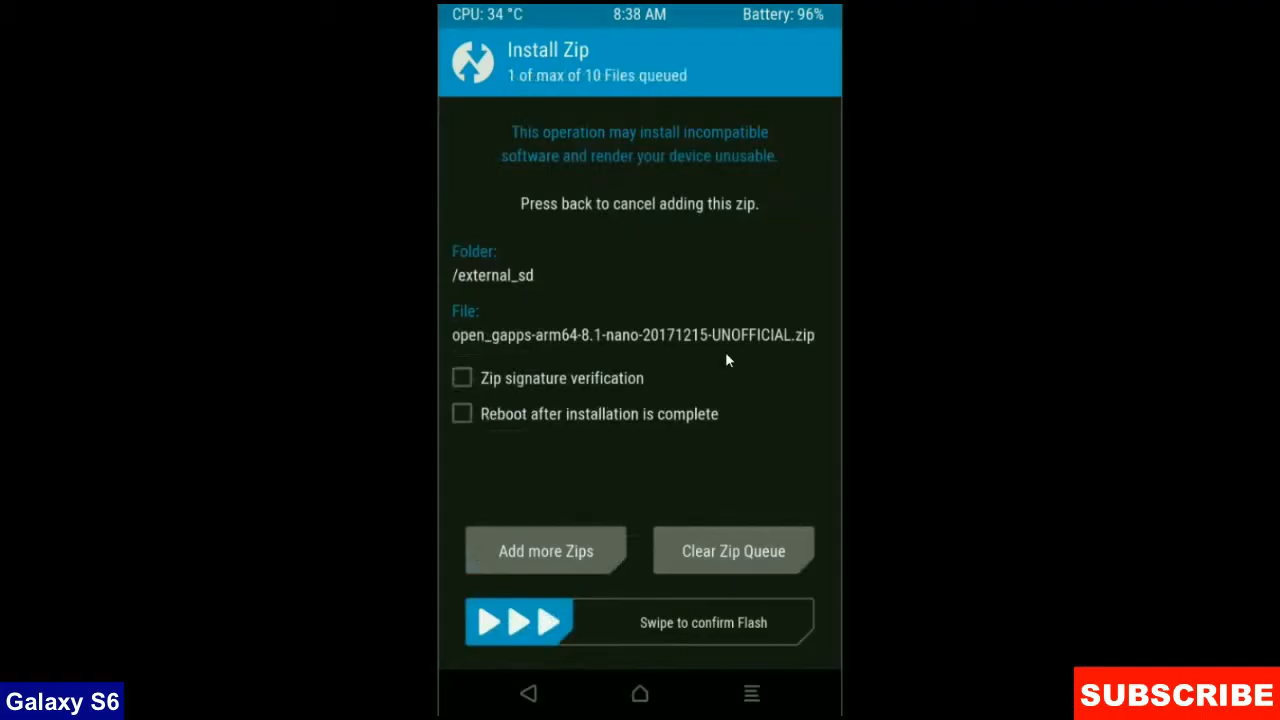 CPU: 34 °C 8:38 AM Battery: 96%
Install Zip
1 of max of 10 Files queued
This operation may install incompatible
software and render your device unusable.
Press back to cancel adding this zip.
Folder:
/external_sd
File:
open_gapps-arm64-8.1-nano-20171215-UNOFFICIAL.zip
Zip signature verification
Reboot after installation is complete
Add more Zips Clear Zip Queue
Swipe to confirm Flash
Galaxy S6 SUBSCRIBE